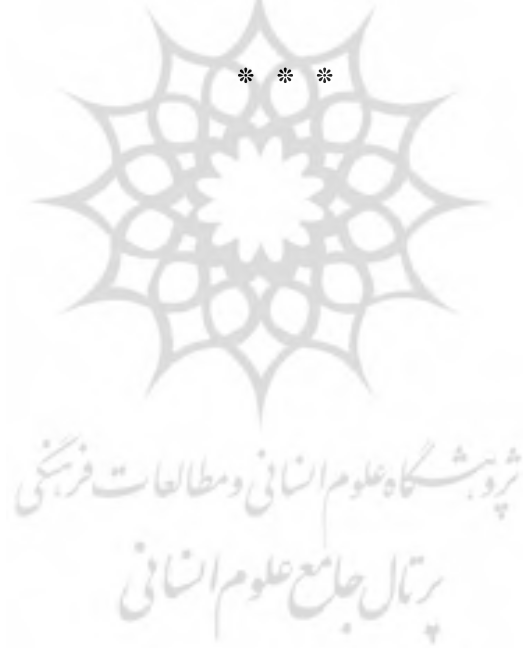 * * *
پژوهشگاه علوم انسانی و مطالعات فرهنگی
پرتال جامع علوم انسانی